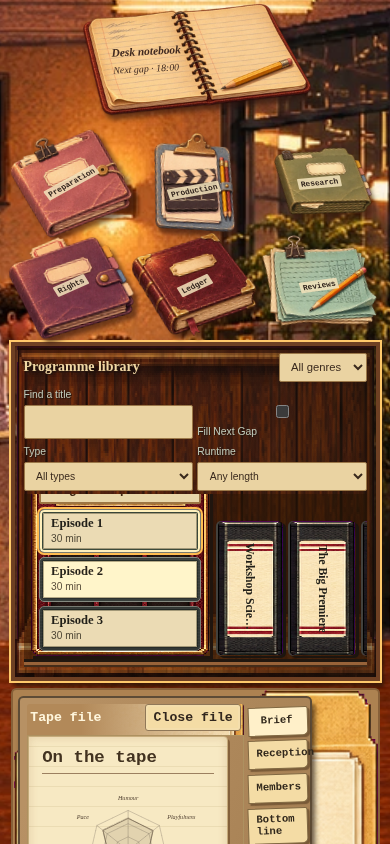 Desk notebook
Next gap · 18:00
Preparation
Production
Research
Rights
Ledger
Reviews
Programme library
All genres
Find a title
Fill Next Gap
Type
Runtime
All types
Any length
Episode 1
30 min
Episode 2
30 min
Episode 3
30 min
Workshop Scie...
The Big Premier
Tape file
Close file
Brief
Reception
Members
Bottom line
On the tape
Humour
Pace
Playfulness